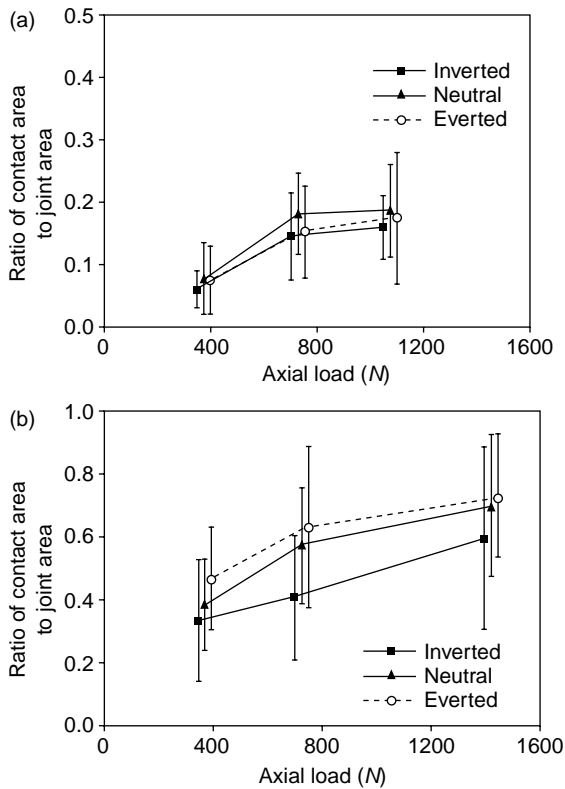 (a)
0.5
0.4
0.3
0.2
0.1
0.0
Ratio of contact area
to joint area
Inverted
Neutral
Everted
0 400 800 1200 1600
Axial load (N)
(b)
1.0
0.8
0.6
0.4
0.2
0.0
Ratio of contact area
to joint area
Inverted
Neutral
Everted
0 400 800 1200 1600
Axial load (N)